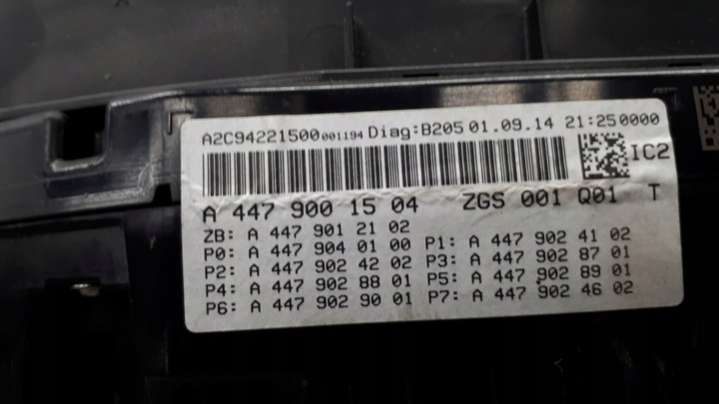 A2C94221500001194 Diag:B205 01.09.14 21:250000
IC2
A 447 900 15 04 ZGS 001 Q01 T
ZB: A 447 901 21 02
P0: A 447 904 01 00 P1: A 447 902 41 02
P2: A 447 902 42 02 P3: A 447 902 87 01
P4: A 447 902 88 01 P5: A 447 902 89 01
P6: A 447 902 90 01 P7: A 447 902 46 02